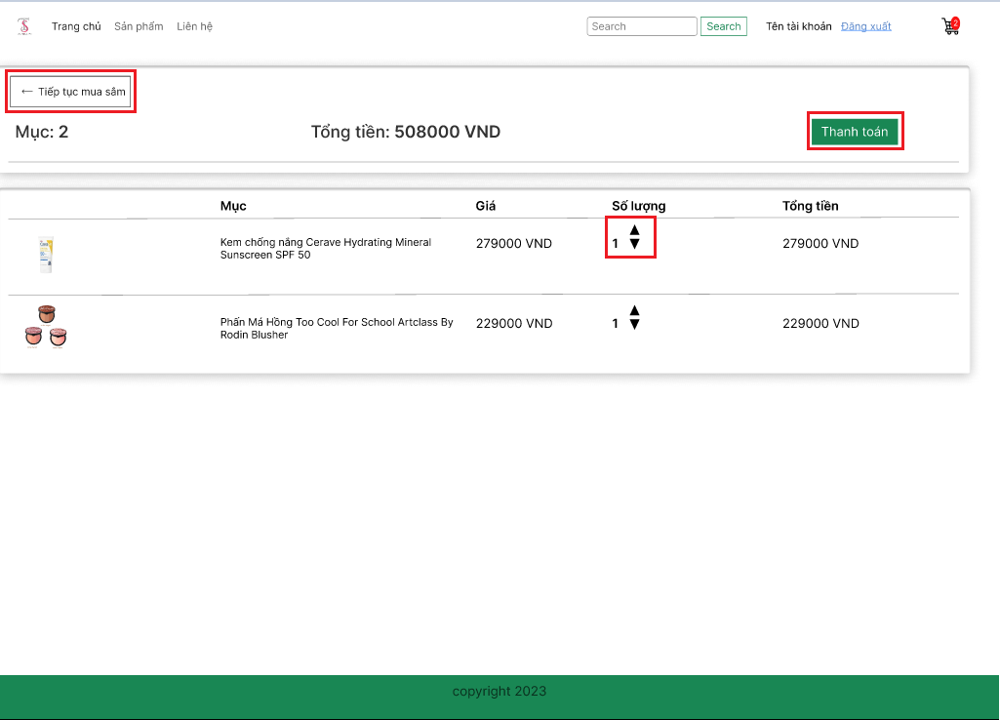 Trang chủ Sản phẩm Liên hệ Search Search Tên tài khoản Đăng xuất 2
← Tiếp tục mua sâm
Mục: 2 Tổng tiền: 508000 VND Thanh toán
Mục Giá Số lượng Tổng tiền
Kem chống nắng Cerave Hydrating Mineral
Sunscreen SPF 50
279000 VND 1 279000 VND
Phấn Má Hồng Too Cool For School Artclass By
Rodin Blusher
229000 VND 1 229000 VND
copyright 2023